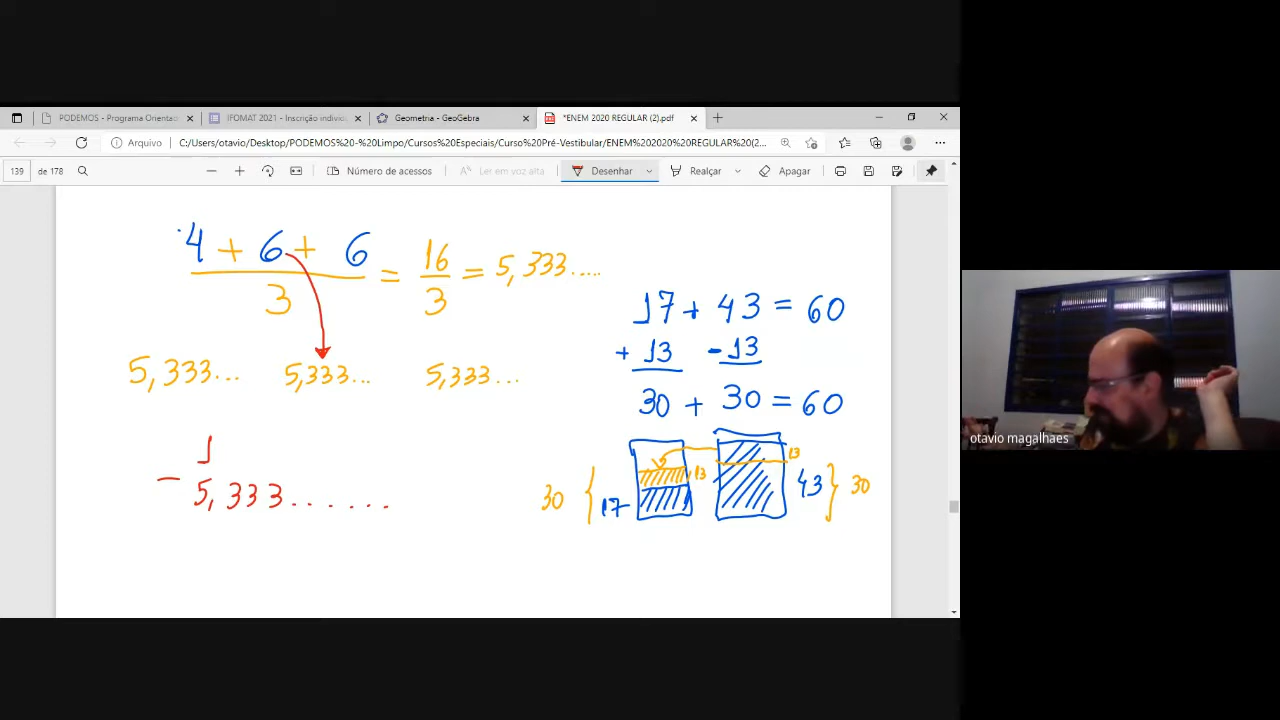 PODEMOS - Programa Orientad
IFOMAT 2021 - Inscrição individu
Geometria - GeoGebra
*ENEM 2020 REGULAR (2).pdf
Arquivo
C:/Users/otavio/Desktop/PODEMOS%20-%20Limpo/Cursos%20Especiais/Curso%20Pré-Vestibular/ENEM%202020%20REGULAR%20(2...
139 de 178
Número de acessos
Ler em voz alta
Desenhar
Realçar
Apagar
4 + 6 + 6 / 3 = 16/3 = 5,333.....
5,333... 5,333... 5,333...
1
- 5,333.......
17 + 43 = 60
+ 13 - 13
30 + 30 = 60
30 { 17 13 13 43 } 30
otavio magalhaes